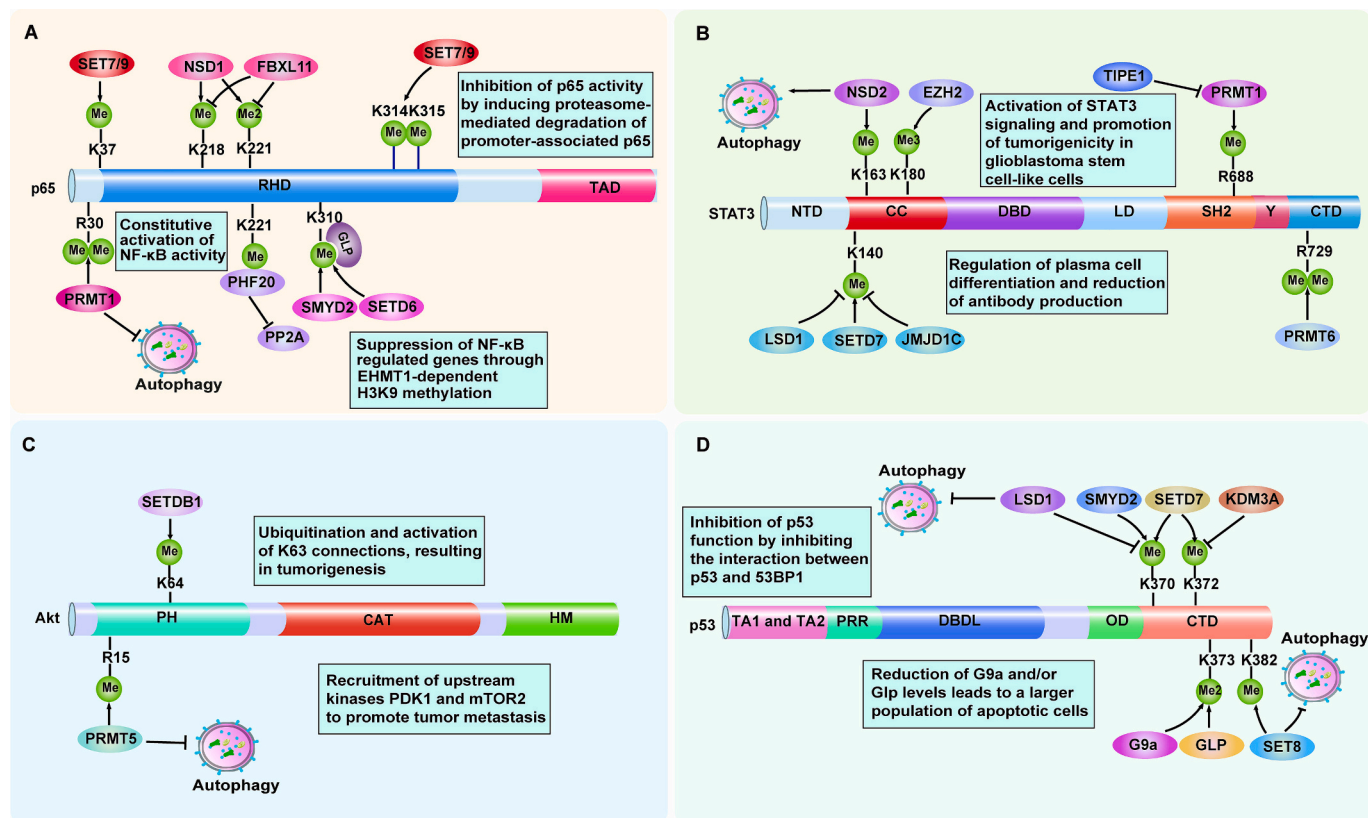 A
SET7/9
NSD1
FBXL11
SET7/9
Me
Me
Me2
K314 K315
Me
Me
K37
K218
K221
Inhibition of p65 activity
by inducing proteasome-
mediated degradation of
promoter-associated p65
p65
RHD
TAD
R30
Me
Me
PRMT1
Autophagy
Constitutive
activation of
NF-κB activity
K221
Me
PHF20
PP2A
K310
Me
GLP
SMYD2
SETD6
Suppression of NF-κB
regulated genes through
EHMT1-dependent
H3K9 methylation
B
Autophagy
NSD2
EZH2
Me
Me3
K163
K180
Activation of STAT3
signaling and promotion
of tumorigenicity in
glioblastoma stem
cell-like cells
TIPE1
PRMT1
Me
R688
STAT3
NTD
CC
DBD
LD
SH2
Y
CTD
K140
Me
LSD1
SETD7
JMJD1C
Regulation of plasma cell
differentiation and reduction
of antibody production
R729
Me
Me
PRMT6
C
SETDB1
Me
K64
Ubiquitination and activation
of K63 connections, resulting
in tumorigenesis
Akt
PH
CAT
HM
R15
Me
PRMT5
Autophagy
Recruitment of upstream
kinases PDK1 and mTOR2
to promote tumor metastasis
D
Autophagy
LSD1
SMYD2
SETD7
KDM3A
Inhibition of p53
function by inhibiting
the interaction between
p53 and 53BP1
Me
Me
K370
K372
p53
TA1 and TA2
PRR
DBDL
OD
CTD
Reduction of G9a and/or
Glp levels leads to a larger
population of apoptotic cells
K373
K382
Autophagy
Me2
Me
G9a
GLP
SET8